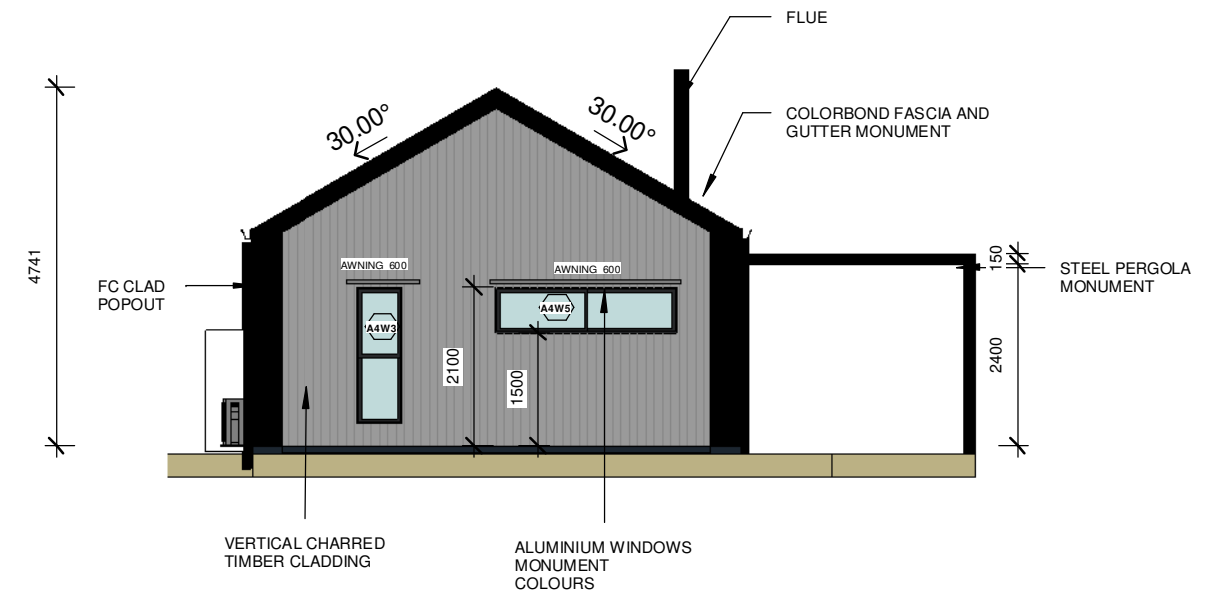 FLUE
30.00°
30.00°
COLORBOND FASCIA AND
GUTTER MONUMENT
4741
AWNING 600
AWNING 600
150
STEEL PERGOLA
MONUMENT
FC CLAD
POPOUT
A4W3
A4W5
2100
1500
2400
VERTICAL CHARRED
TIMBER CLADDING
ALUMINIUM WINDOWS
MONUMENT
COLOURS